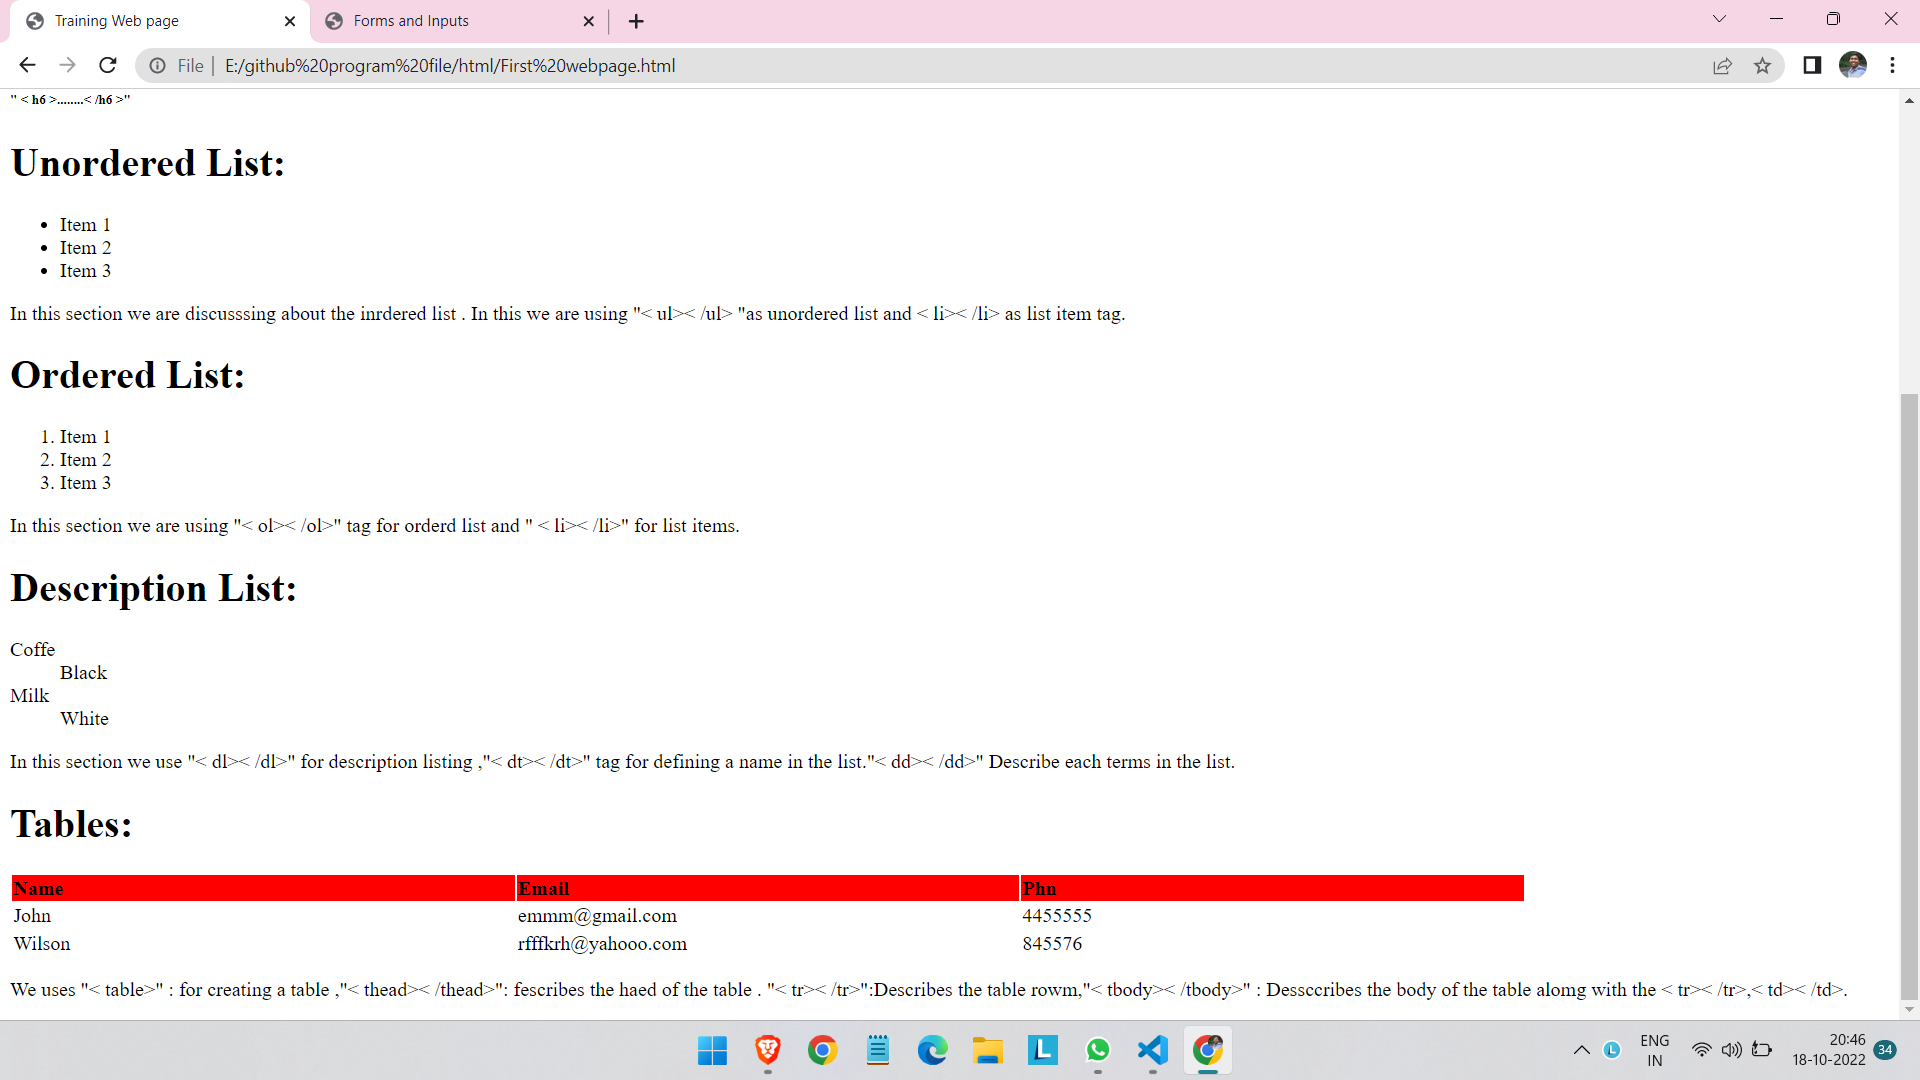 Training Web page
Forms and Inputs
File | E:/github%20program%20file/html/First%20webpage.html
" < h6 >........< /h6 >"
Unordered List:
• Item 1
• Item 2
• Item 3
In this section we are discusssing about the inrdered list . In this we are using "< ul>< /ul> "as unordered list and < li>< /li> as list item tag.
Ordered List:
1. Item 1
2. Item 2
3. Item 3
In this section we are using "< ol>< /ol>" tag for orderd list and " < li>< /li>" for list items.
Description List:
Coffe
Black
Milk
White
In this section we use "< dl>< /dl>" for description listing ,"< dt>< /dt>" tag for defining a name in the list."< dd>< /dd>" Describe each terms in the list.
Tables:
Name Email Phn
John emmm@gmail.com 4455555
Wilson rfffkrh@yahooo.com 845576
We uses "< table>" : for creating a table ,"< thead>< /thead>": fescribes the haed of the table . "< tr>< /tr>":Describes the table rowm,"< tbody>< /tbody>" : Dessccribes the body of the table alomg with the < tr>< /tr>,< td>< /td>.
L
L
ENG
IN
20:46
18-10-2022
34